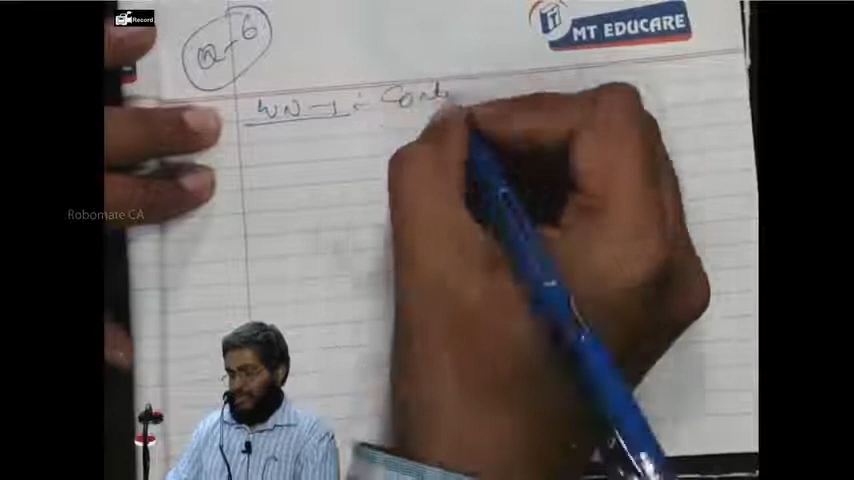 Record
MT EDUCARE
Q-6
WN-1 :- Cont
Robomate CA